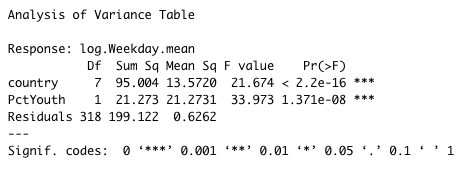 Analysis of Variance Table
Response: log.Weekday.mean
Df Sum Sq Mean Sq F value Pr(>F)
country 7 95.004 13.5720 21.674 < 2.2e-16 ***
PctYouth 1 21.273 21.2731 33.973 1.371e-08 ***
Residuals 318 199.122 0.6262
---
Signif. codes: 0 ‘***’ 0.001 ‘**’ 0.01 ‘*’ 0.05 ‘.’ 0.1 ‘ ’ 1